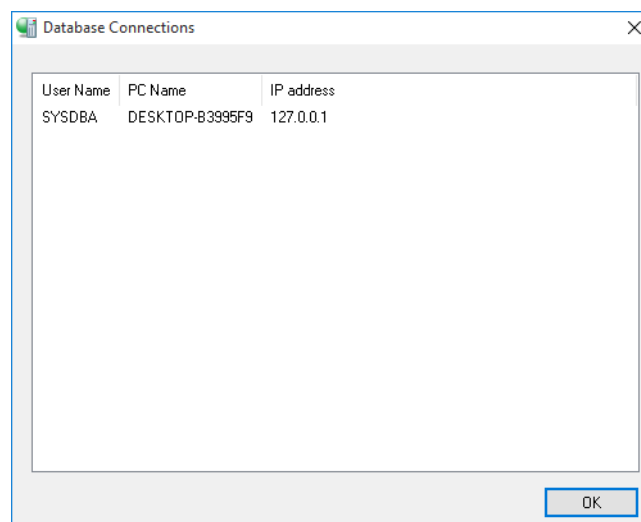 Database Connections
User Name PC Name IP address
SYSDBA DESKTOP-B3995F9 127.0.0.1
OK